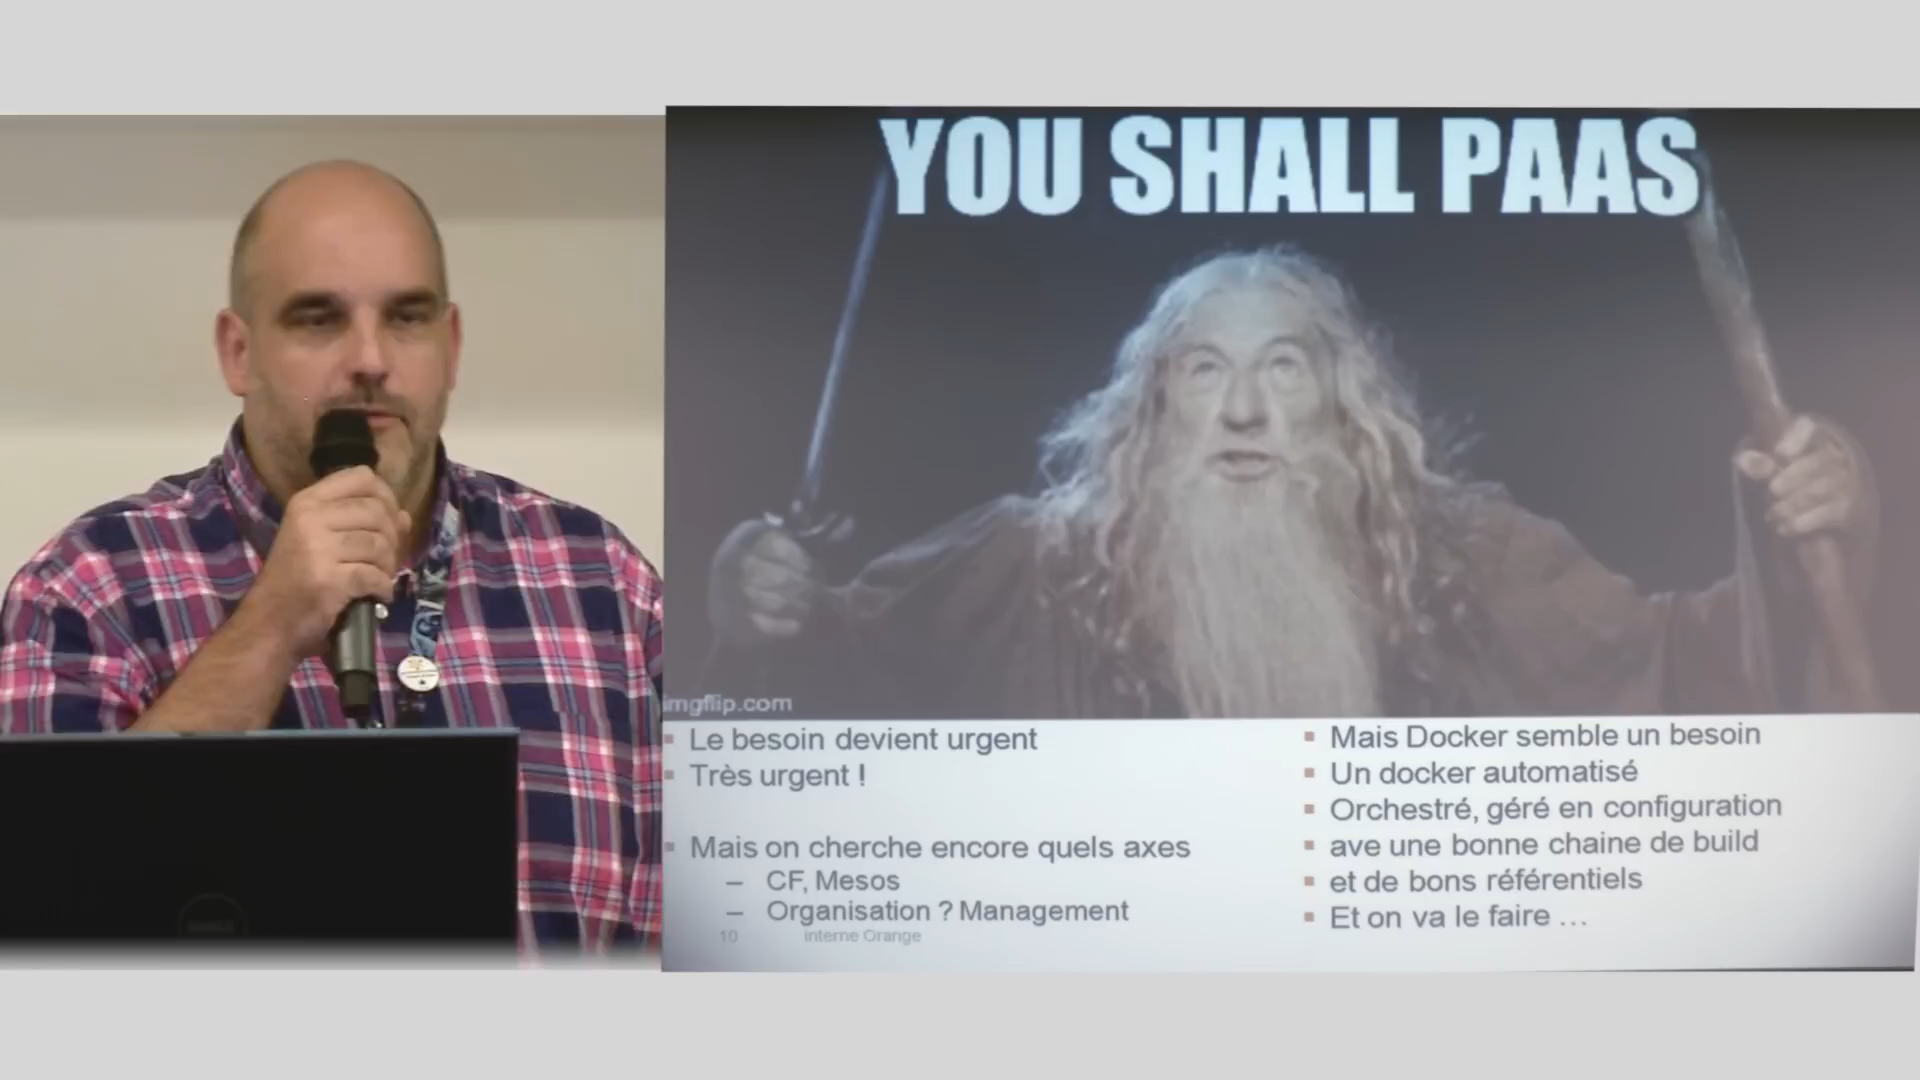 YOU SHALL PAAS
imgflip.com
Le besoin devient urgent
Très urgent !
Mais on cherche encore quels axes
– CF, Mesos
– Organisation ? Management
10 interne Orange
Mais Docker semble un besoin
Un docker automatisé
Orchestré, géré en configuration
ave une bonne chaine de build
et de bons référentiels
Et on va le faire …